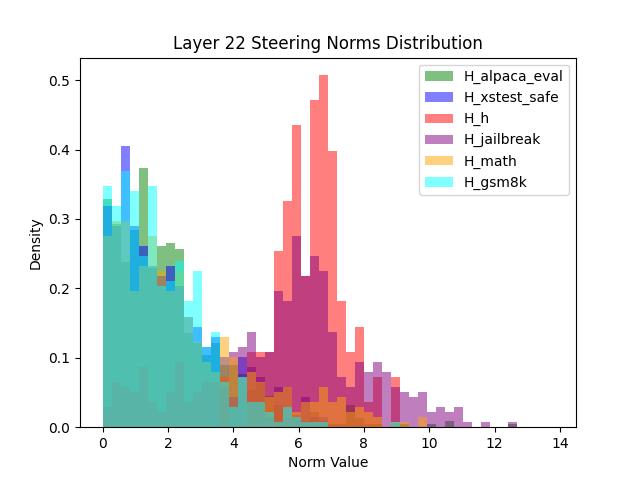 Layer 22 Steering Norms Distribution
H_alpaca_eval
H_xstest_safe
H_h
H_jailbreak
H_math
H_gsm8k
0.5
0.4
0.3
0.2
0.1
0.0
Density
0 2 4 6 8 10 12 14
Norm Value